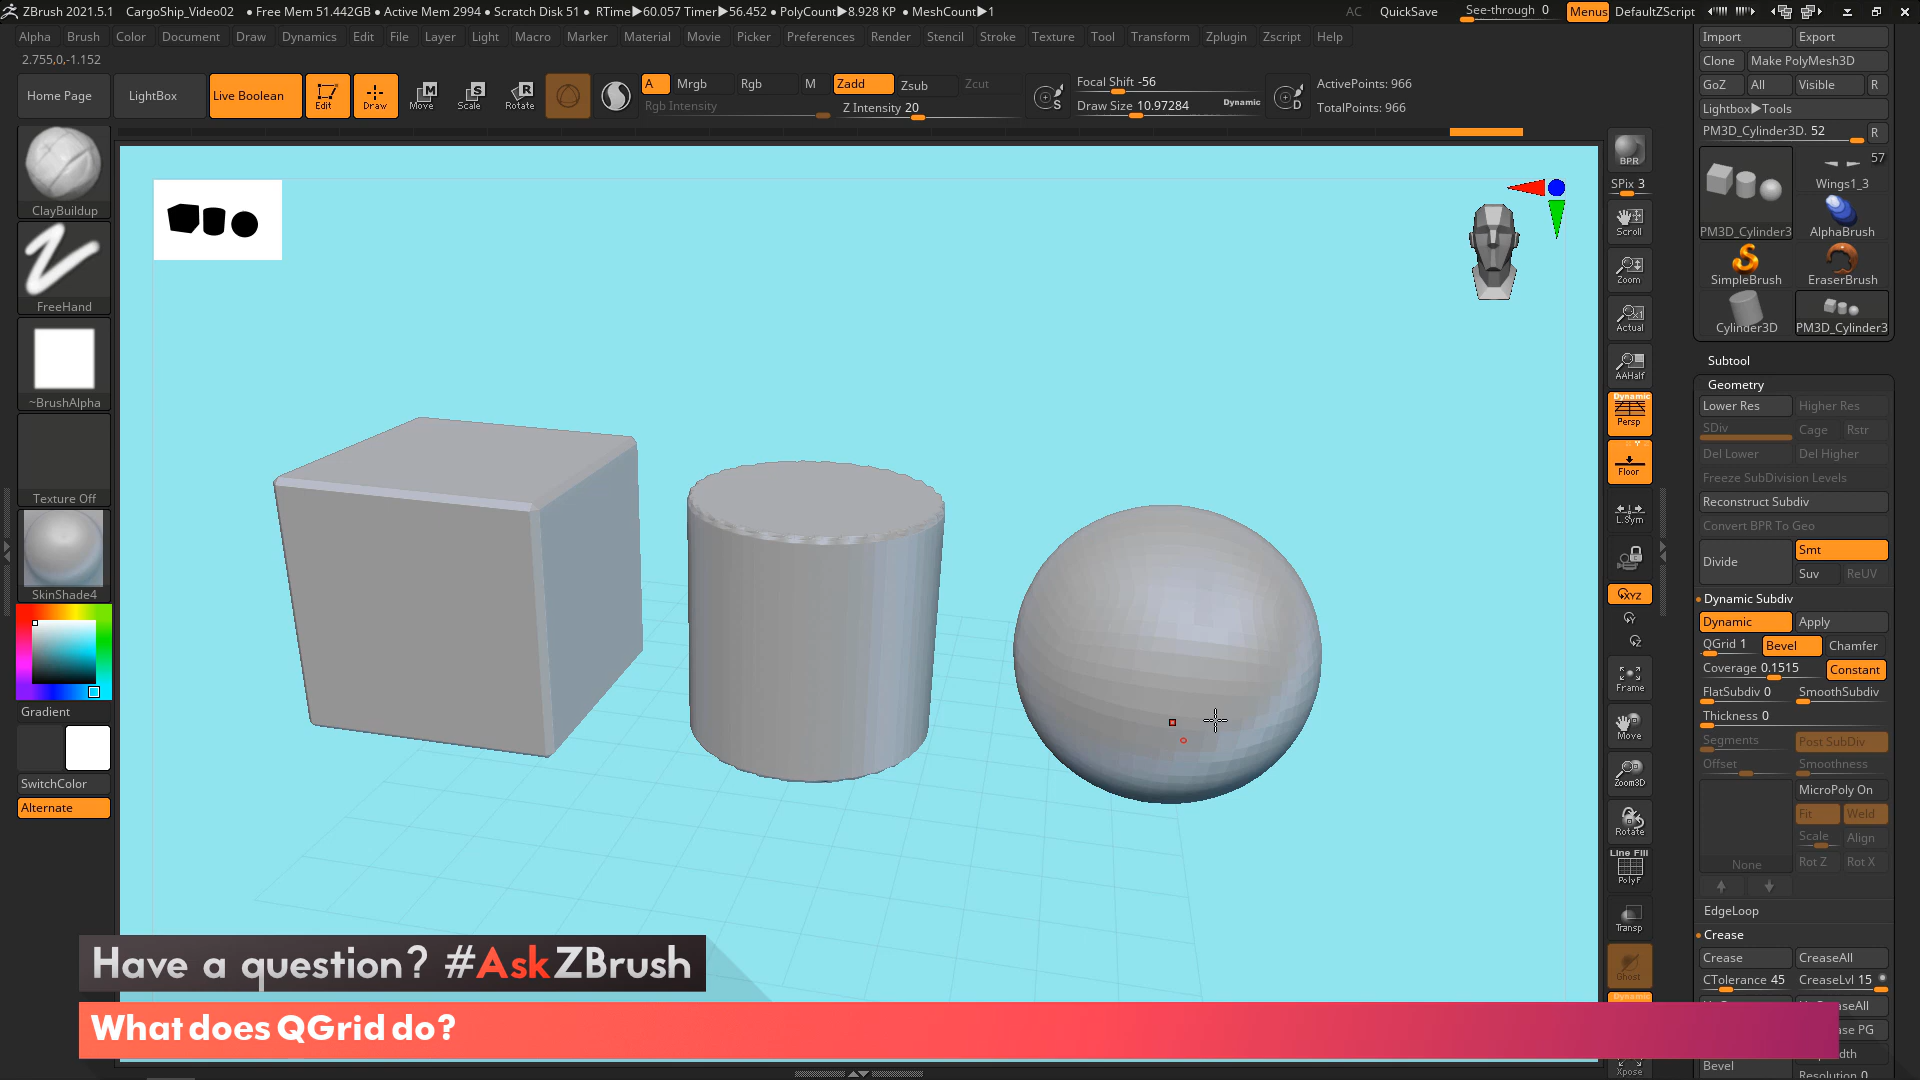 ZBrush 2021.5.1 CargoShip_Video02 • Free Mem 51.442GB • Active Mem 2994 • Scratch Disk 51 • RTime▶60.057 Timer▶56.452 • PolyCount▶8.928 KP • MeshCount▶1 AC QuickSave See-through 0 Menus DefaultZScript
Alpha Brush Color Document Draw Dynamics Edit File Layer Light Macro Marker Material Movie Picker Preferences Render Stencil Stroke Texture Tool Transform Zplugin Zscript Help
2.755,0,-1.152
Home Page LightBox Live Boolean Edit Draw Move Scale Rotate
A Mrgb Rgb M Zadd Zsub Zcut
Rgb Intensity Z Intensity 20
Focal Shift -56
Draw Size 10.97284 Dynamic
ActivePoints: 966
TotalPoints: 966
ClayBuildup
FreeHand
~BrushAlpha
Texture Off
SkinShade4
Gradient
SwitchColor
Alternate
BPR
SPix 3
Scroll
Zoom
Actual
AAHalf
Dynamic
Persp
Floor
L.Sym
XYZ
Frame
Move
Zoom3D
Rotate
Line Fill
PolyF
Transp
Ghost
Dynamic
Xpose
Import Export
Clone Make PolyMesh3D
GoZ All Visible R
Lightbox▶Tools
PM3D_Cylinder3D. 52 R
57
PM3D_Cylinder3 Wings1_3
AlphaBrush
SimpleBrush EraserBrush
Cylinder3D PM3D_Cylinder3
Subtool
Geometry
Lower Res Higher Res
SDiv Cage Rstr
Del Lower Del Higher
Freeze SubDivision Levels
Reconstruct Subdiv
Convert BPR To Geo
Divide Smt
Suv ReUV
Dynamic Subdiv
Dynamic Apply
QGrid 1 Bevel Chamfer
Coverage 0.1515 Constant
FlatSubdiv 0 SmoothSubdiv
Thickness 0
Segments Post SubDiv
Offset Smoothness
MicroPoly On
Fit Weld
Scale Align
None Rot Z Rot X
EdgeLoop
Crease
Crease CreaseAll
CTolerance 45 CreaseLvl 15
Bevel
Resolution 0
Have a question? #AskZBrush
What does QGrid do?